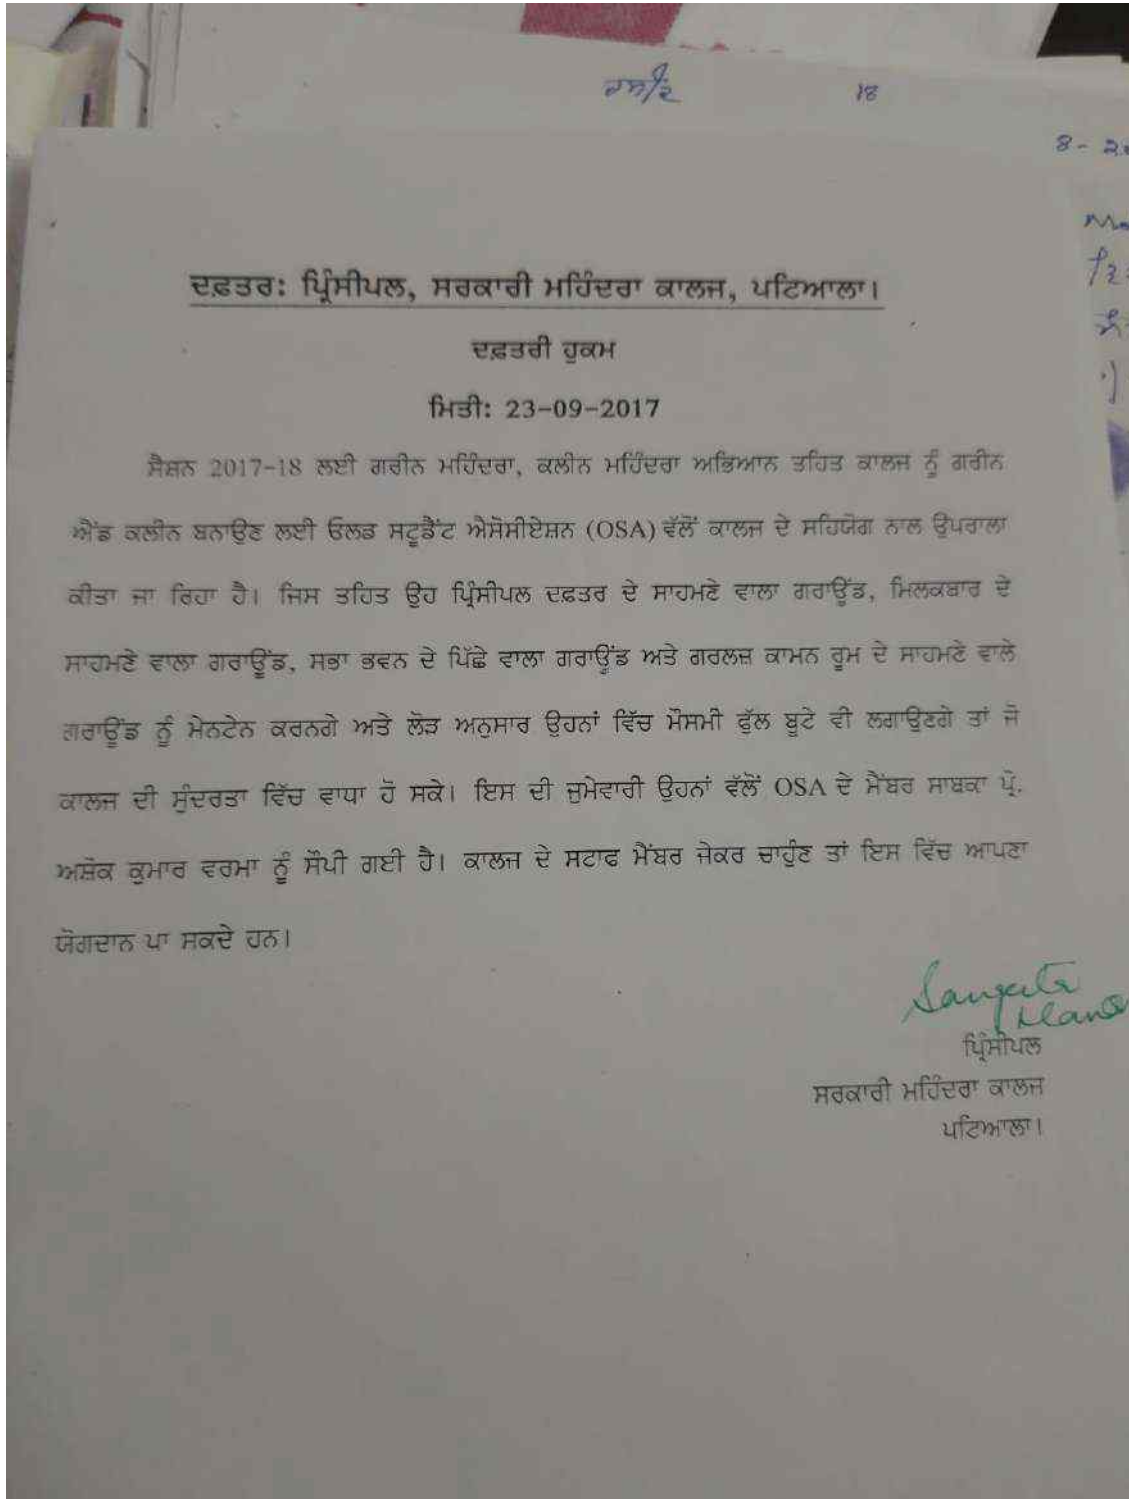 18
ਦਫ਼ਤਰ: ਪ੍ਰਿੰਸੀਪਲ, ਸਰਕਾਰੀ ਮਹਿੰਦਰਾ ਕਾਲਜ, ਪਟਿਆਲਾ।
ਦਫ਼ਤਰੀ ਹੁਕਮ
ਮਿਤੀ: 23-09-2017
ਸੈਸ਼ਨ 2017-18 ਲਈ ਗਰੀਨ ਮਹਿੰਦਰਾ, ਕਲੀਨ ਮਹਿੰਦਰਾ ਅਭਿਆਨ ਤਹਿਤ ਕਾਲਜ ਨੂੰ ਗਰੀਨ
ਐਂਡ ਕਲੀਨ ਬਨਾਉਣ ਲਈ ਓਲਡ ਸਟੂਡੈਂਟ ਐਸੋਸੀਏਸ਼ਨ (OSA) ਵੱਲੋਂ ਕਾਲਜ ਦੇ ਸਹਿਯੋਗ ਨਾਲ ਉਪਰਾਲਾ
ਕੀਤਾ ਜਾ ਰਿਹਾ ਹੈ। ਜਿਸ ਤਹਿਤ ਉਹ ਪ੍ਰਿੰਸੀਪਲ ਦਫ਼ਤਰ ਦੇ ਸਾਹਮਣੇ ਵਾਲਾ ਗਰਾਊਂਡ, ਮਿਲਕਬਾਰ ਦੇ
ਸਾਹਮਣੇ ਵਾਲਾ ਗਰਾਊਂਡ, ਸਭਾ ਭਵਨ ਦੇ ਪਿੱਛੇ ਵਾਲਾ ਗਰਾਊਂਡ ਅਤੇ ਗਰਲਜ਼ ਕਾਮਨ ਰੂਮ ਦੇ ਸਾਹਮਣੇ ਵਾਲੇ
ਗਰਾਊਂਡ ਨੂੰ ਮੇਨਟੇਨ ਕਰਨਗੇ ਅਤੇ ਲੋੜ ਅਨੁਸਾਰ ਉਹਨਾਂ ਵਿੱਚ ਮੌਸਮੀ ਫੁੱਲ ਬੂਟੇ ਵੀ ਲਗਾਉਣਗੇ ਤਾਂ ਜੋ
ਕਾਲਜ ਦੀ ਸੁੰਦਰਤਾ ਵਿੱਚ ਵਾਧਾ ਹੋ ਸਕੇ। ਇਸ ਦੀ ਜੁਮੇਵਾਰੀ ਉਹਨਾਂ ਵੱਲੋਂ OSA ਦੇ ਮੈਂਬਰ ਸਾਬਕਾ ਪ੍ਰੋ.
ਅਸ਼ੋਕ ਕੁਮਾਰ ਵਰਮਾ ਨੂੰ ਸੌਂਪੀ ਗਈ ਹੈ। ਕਾਲਜ ਦੇ ਸਟਾਫ ਮੈਂਬਰ ਜੇਕਰ ਚਾਹੁੰਣ ਤਾਂ ਇਸ ਵਿੱਚ ਆਪਣਾ
ਯੋਗਦਾਨ ਪਾ ਸਕਦੇ ਹਨ।
ਪ੍ਰਿੰਸੀਪਲ
ਸਰਕਾਰੀ ਮਹਿੰਦਰਾ ਕਾਲਜ
ਪਟਿਆਲਾ।